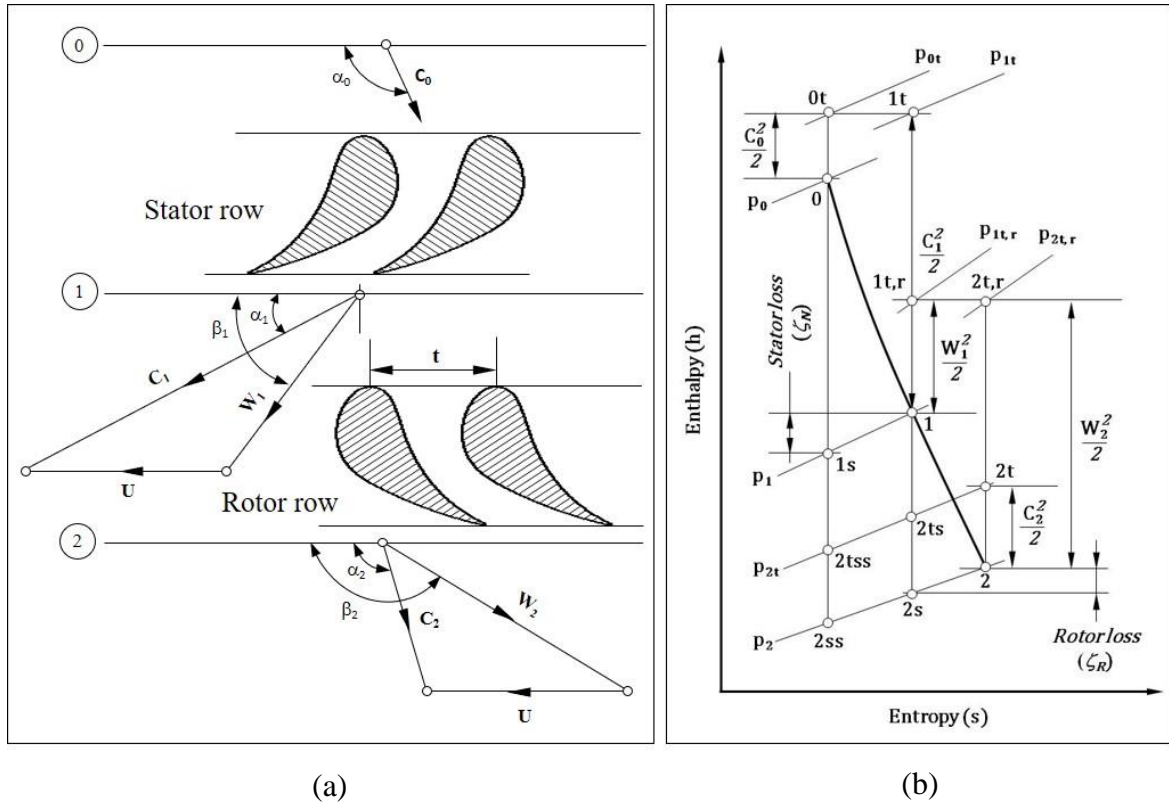 0
α₀
C₀
Stator row
1
α₁
β₁
C₁
W₁
t
U
Rotor row
2
α₂
β₂
C₂
W₂
U
(a)
p₀ₜ
p₁ₜ
0t
1t
C₀²/2
0
p₀
p₁ₜ,ᵣ
p₂ₜ,ᵣ
C₁²/2
1t,r
2t,r
Stator loss
(ζN)
W₁²/2
Enthalpy (h)
1
W₂²/2
1s
p₁
2t
C₂²/2
2ts
2tss
p₂ₜ
2
2s
p₂
2ss
Rotor loss
(ζR)
Entropy (s)
(b)